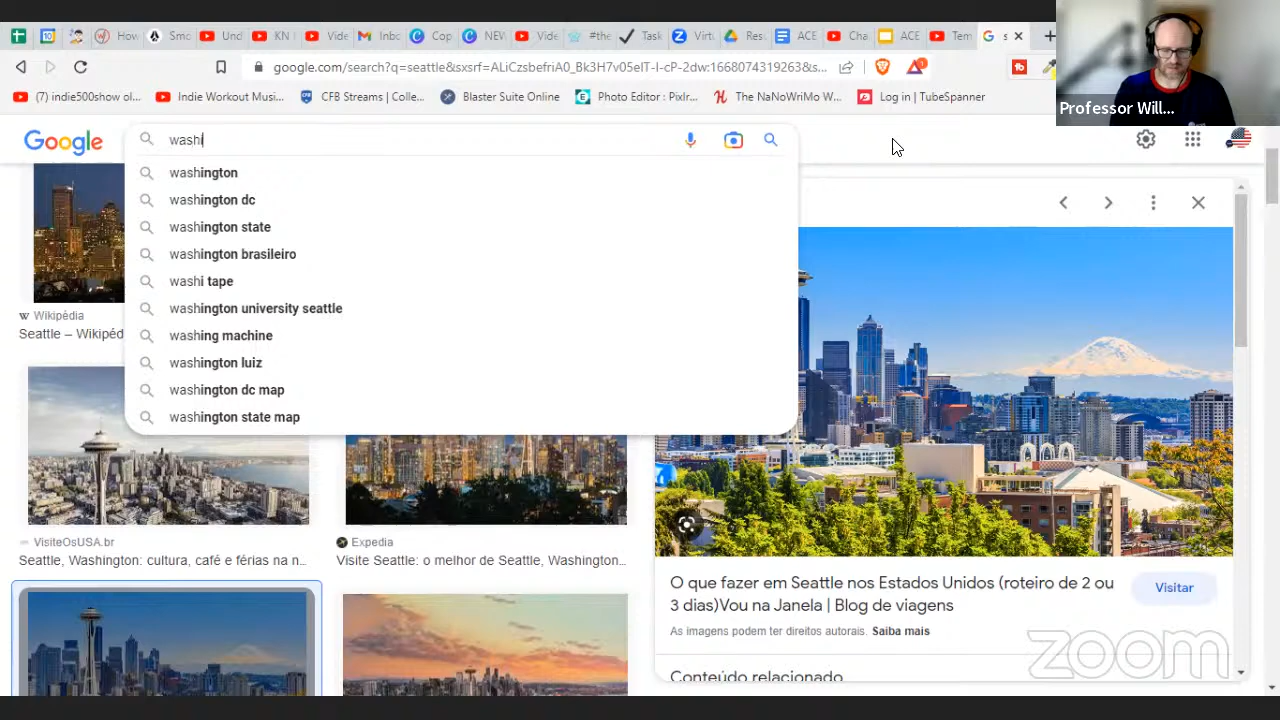 Und
KN
Vide
Inbo
Cop
NEW
Vide
#the
Task
Virtu
Res
ACE
Cha
ACE
Tem
google.com/search?q=seattle&sxsrf=ALiCzsbefriA0_Bk3H7v05eIT-I-cP-2dw:1668074319263&s...
(7) indie500show ol...
Indie Workout Musi...
CFB Streams | Colle...
Blaster Suite Online
Photo Editor : Pixlr...
The NaNoWriMo W...
Log in | TubeSpanner
Professor Will...
Google
washi
washington
washington dc
washington state
washington brasileiro
washi tape
washington university seattle
washing machine
washington luiz
washington dc map
washington state map
W Wikipédia
Seattle – Wikipéd
VisiteOsUSA.br
Seattle, Washington: cultura, café e férias na n...
Expedia
Visite Seattle: o melhor de Seattle, Washington...
O que fazer em Seattle nos Estados Unidos (roteiro de 2 ou
3 dias)Vou na Janela | Blog de viagens
Visitar
As imagens podem ter direitos autorais. Saiba mais
Conteúdo relacionado
zoom